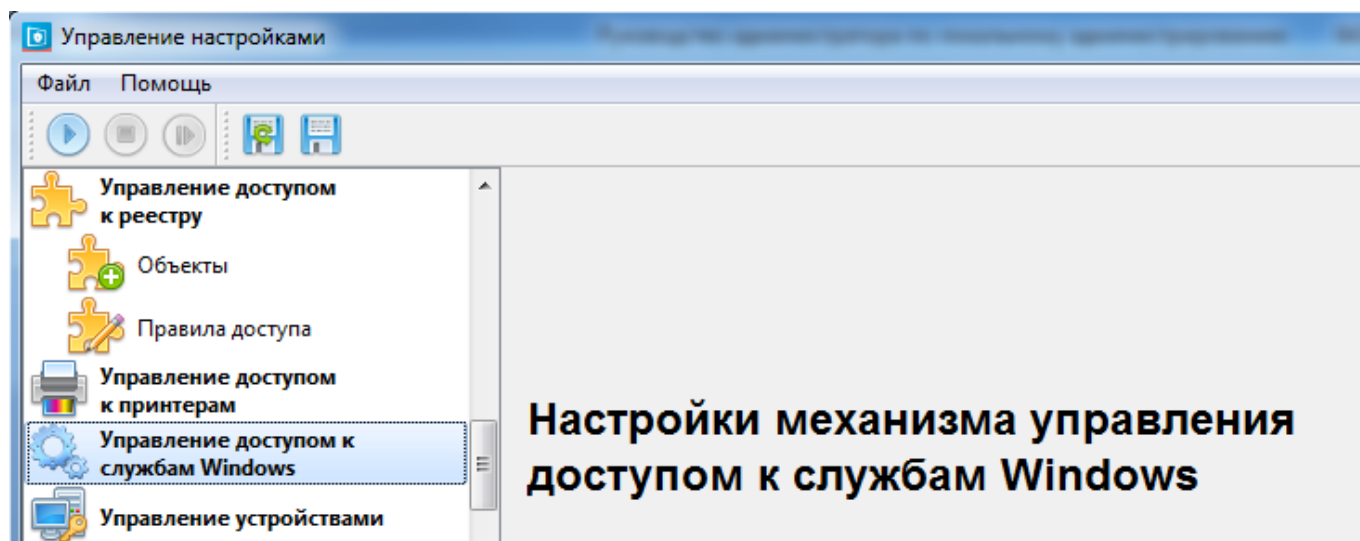 Управление настройками
Файл Помощь
Управление доступом
к реестру
Объекты
Правила доступа
Управление доступом
к принтерам
Управление доступом к
службам Windows
Управление устройствами
Настройки механизма управления
доступом к службам Windows